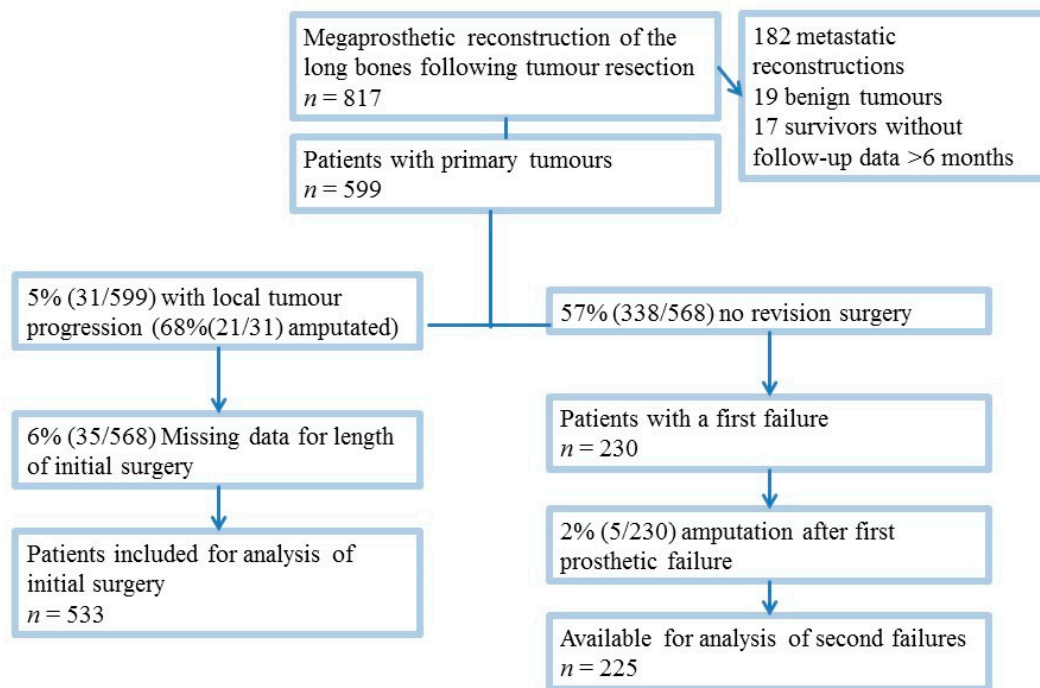 Megaprosthetic reconstruction of the
long bones following tumour resection
n = 817
182 metastatic
reconstructions
19 benign tumours
17 survivors without
follow-up data >6 months
Patients with primary tumours
n = 599
5% (31/599) with local tumour
progression (68%(21/31) amputated)
6% (35/568) Missing data for length
of initial surgery
Patients included for analysis of
initial surgery
n = 533
57% (338/568) no revision surgery
Patients with a first failure
n = 230
2% (5/230) amputation after first
prosthetic failure
Available for analysis of second failures
n = 225